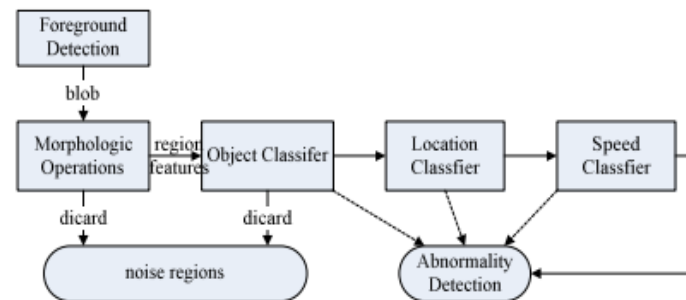 Foreground
Detection
blob
Morphologic
Operations
region
features
Object Classifer
Location
Classfier
Speed
Classfier
dicard
dicard
noise regions
Abnormality
Detection